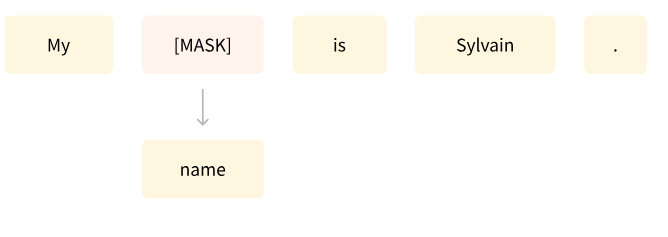 My [MASK] is Sylvain .
name